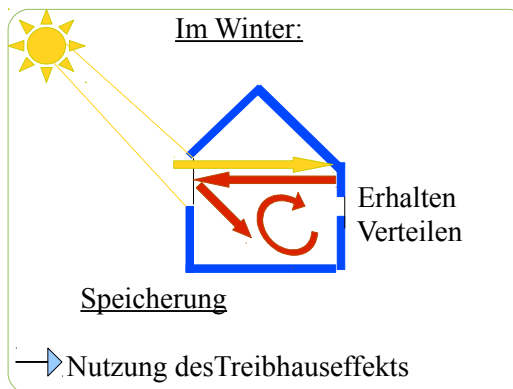 Im Winter:
Erhalten
Verteilen
Speicherung
Nutzung desTreibhauseffekts